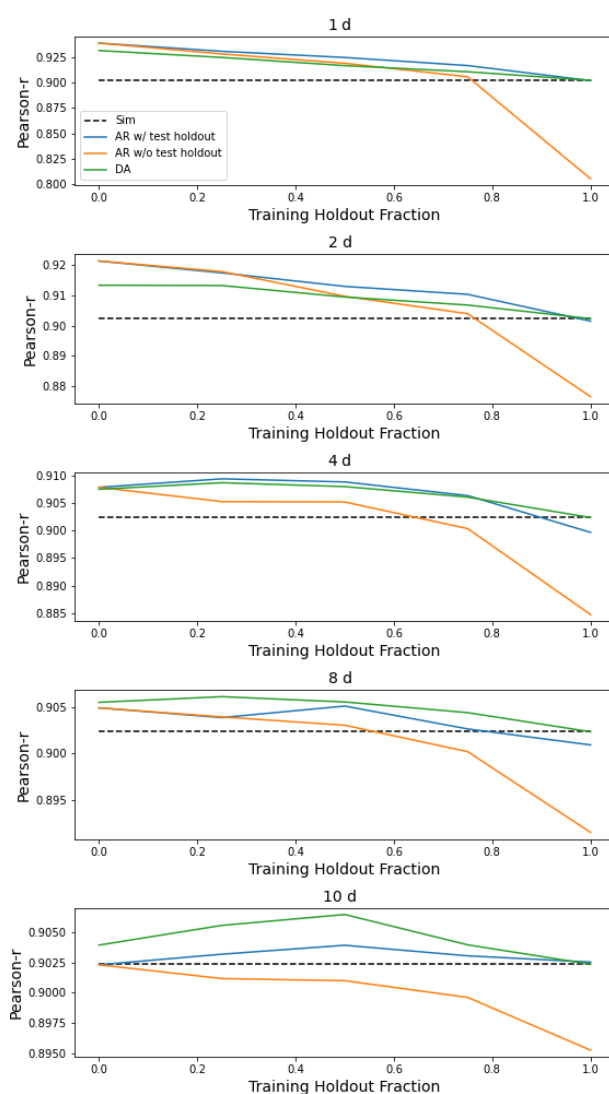 1 d
0.925
0.900
0.875
0.850
0.825
0.800
Pearson-r
Sim
AR w/ test holdout
AR w/o test holdout
DA
0.0 0.2 0.4 0.6 0.8 1.0
Training Holdout Fraction
2 d
0.92
0.91
0.90
0.89
0.88
Pearson-r
0.0 0.2 0.4 0.6 0.8 1.0
Training Holdout Fraction
4 d
0.910
0.905
0.900
0.895
0.890
0.885
Pearson-r
0.0 0.2 0.4 0.6 0.8 1.0
Training Holdout Fraction
8 d
0.905
0.900
0.895
Pearson-r
0.0 0.2 0.4 0.6 0.8 1.0
Training Holdout Fraction
10 d
0.9050
0.9025
0.9000
0.8975
0.8950
Pearson-r
0.0 0.2 0.4 0.6 0.8 1.0
Training Holdout Fraction